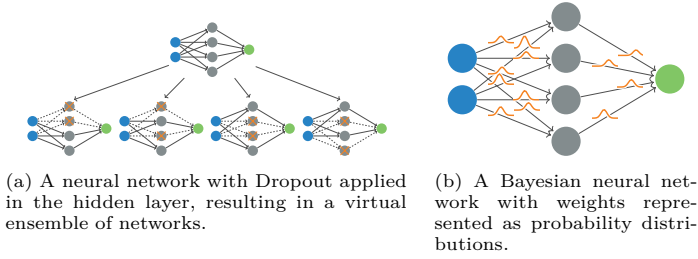 (a) A neural network with Dropout applied
in the hidden layer, resulting in a virtual
ensemble of networks.
(b) A Bayesian neural net-
work with weights repre-
sented as probability distri-
butions.